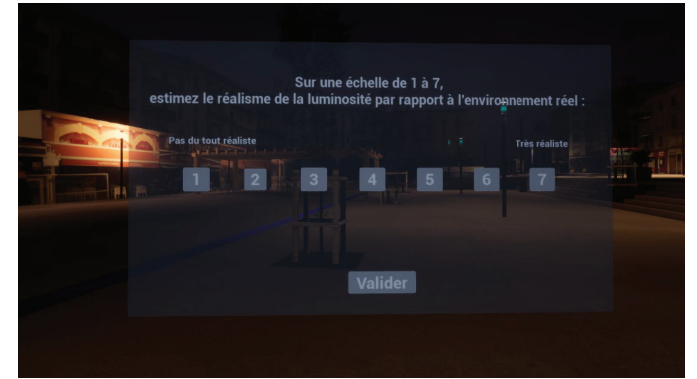 Sur une échelle de 1 à 7,
estimez le réalisme de la luminosité par rapport à l'environnement réel :
Pas du tout réaliste
Très réaliste
1 2 3 4 5 6 7
Valider